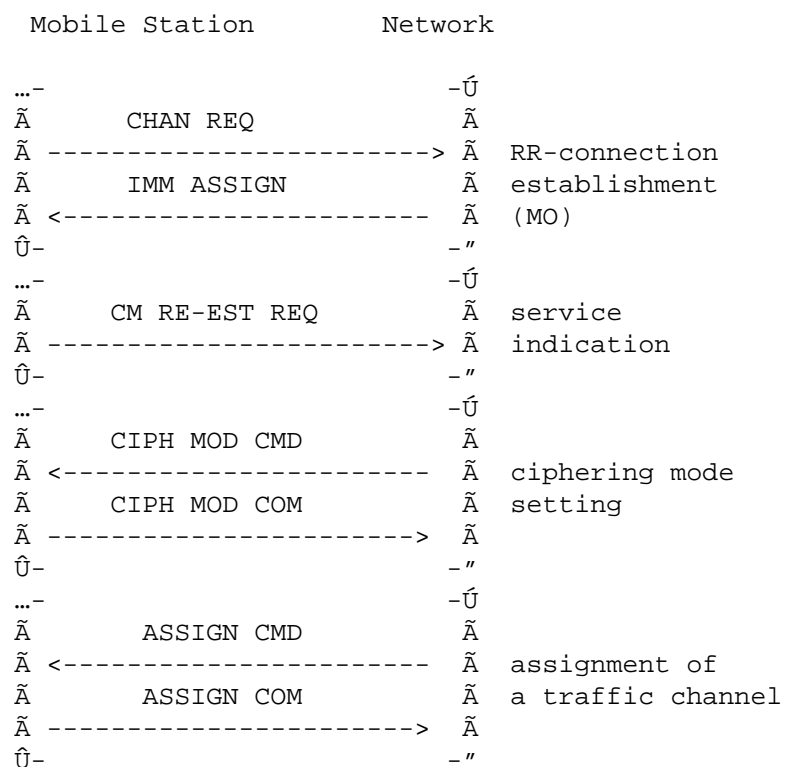 Mobile Station          Network

…-                          -Ú
Ã      CHAN REQ             Ã
Ã ------------------------> Ã  RR-connection
Ã      IMM ASSIGN           Ã  establishment
Ã <-----------------------  Ã  (MO)
Û-                          -"
…-                          -Ú
Ã     CM RE-EST REQ         Ã  service
Ã ------------------------> Ã  indication
Û-                          -"
…-                          -Ú
Ã     CIPH MOD CMD          Ã
Ã <-----------------------  Ã  ciphering mode
Ã     CIPH MOD COM          Ã  setting
Ã ----------------------->  Ã
Û-                          -"
…-                          -Ú
Ã       ASSIGN CMD          Ã
Ã <-----------------------  Ã  assignment of
Ã       ASSIGN COM          Ã  a traffic channel
Ã ----------------------->  Ã
Û-                          -"